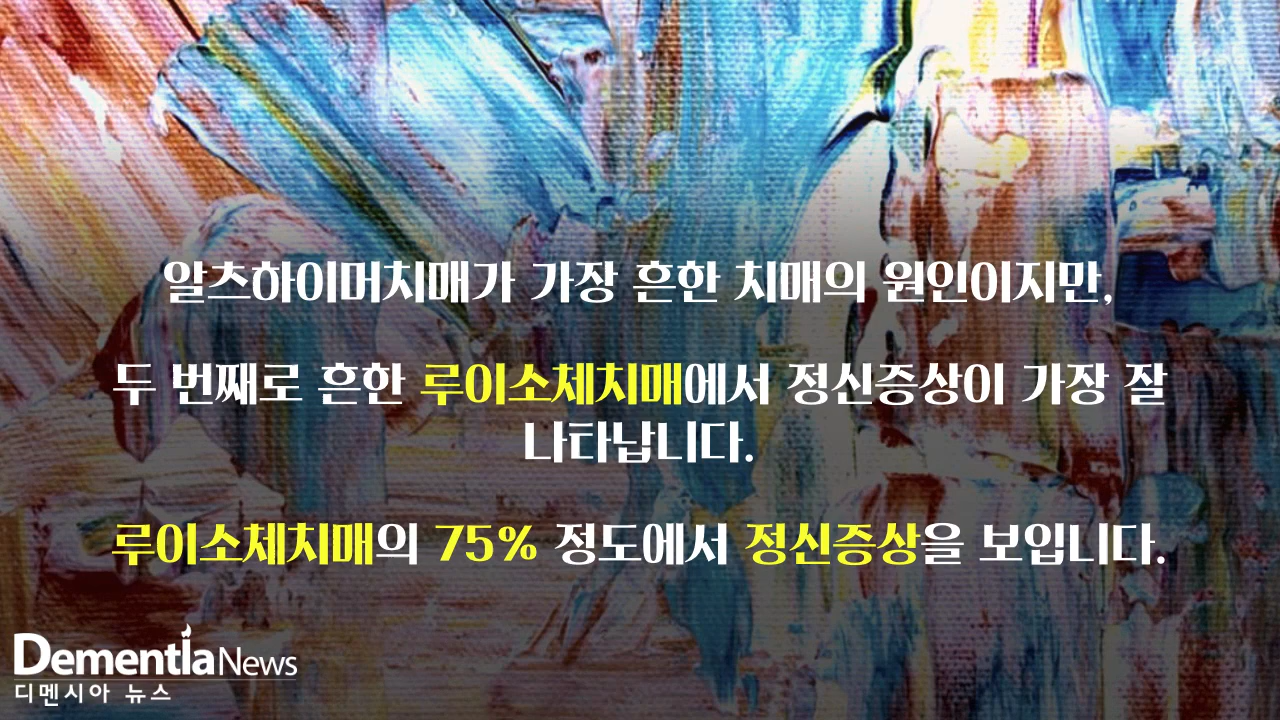 알츠하이머치매가 가장 흔한 치매의 원인이지만,
두 번째로 흔한 루이소체치매에서 정신증상이 가장 잘
나타납니다.
루이소체치매의 75% 정도에서 정신증상을 보입니다.
Dementia News
디멘시아 뉴스